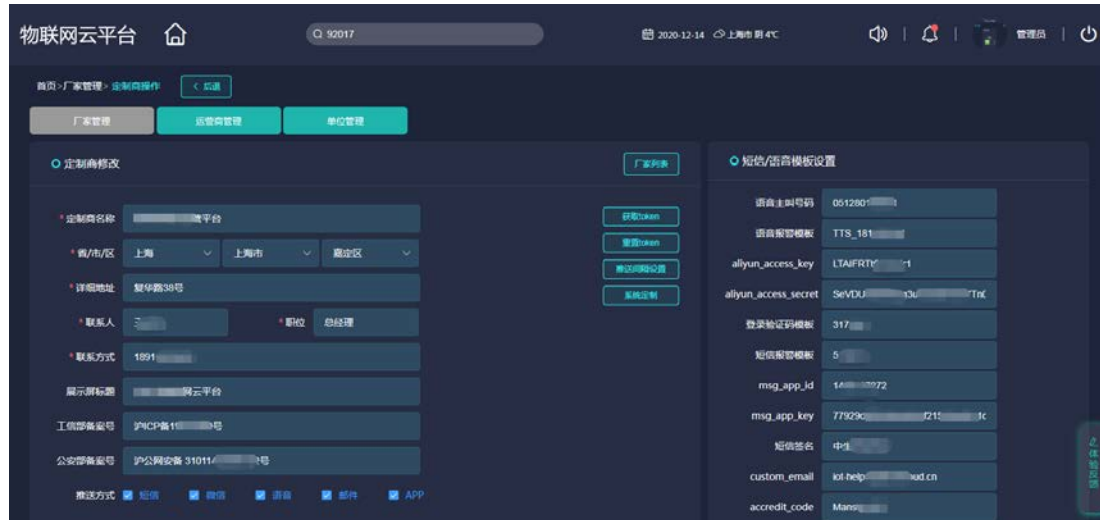 物联网云平台
92017
2020-12-14 上海市 阴 4℃
管理员
首页>厂家管理>定制商操作
< 后退
厂家管理 运营商管理 单位管理
定制商修改
厂家列表
* 定制商名称 平台
获取token
* 省/市/区 上海 上海市 嘉定区
重置token
推送间隔设置
* 详细地址 复华路38号
系统定制
* 联系人 * 职位 总经理
* 联系方式 1891
展示屏标题 网云平台
工信部备案号 沪ICP备1 号
公安部备案号 沪公网安备 31011 号
推送方式 短信 微信 语音 邮件 APP
短信/语音模板设置
语音主叫号码 0512801
语音报警模板 TTS_181
aliyun_access_key LTAIFRT
aliyun_access_secret SeVDU
登录验证码模板 317
短信报警模板 5
msg_app_id 14 272
msg_app_key 77929c f21
短信签名 中
custom_email iot-help ud.cn
accredit_code Mans
体验反馈